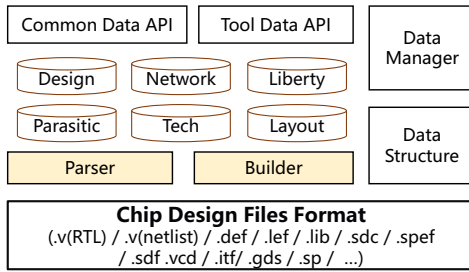 Common Data API
Tool Data API
Data
Manager
Design
Network
Liberty
Parasitic
Tech
Layout
Data
Structure
Parser
Builder
Chip Design Files Format
(.v(RTL) / .v(netlist) / .def / .lef / .lib / .sdc / .spef
/ .sdf .vcd / .itf/ .gds / .sp / ...)